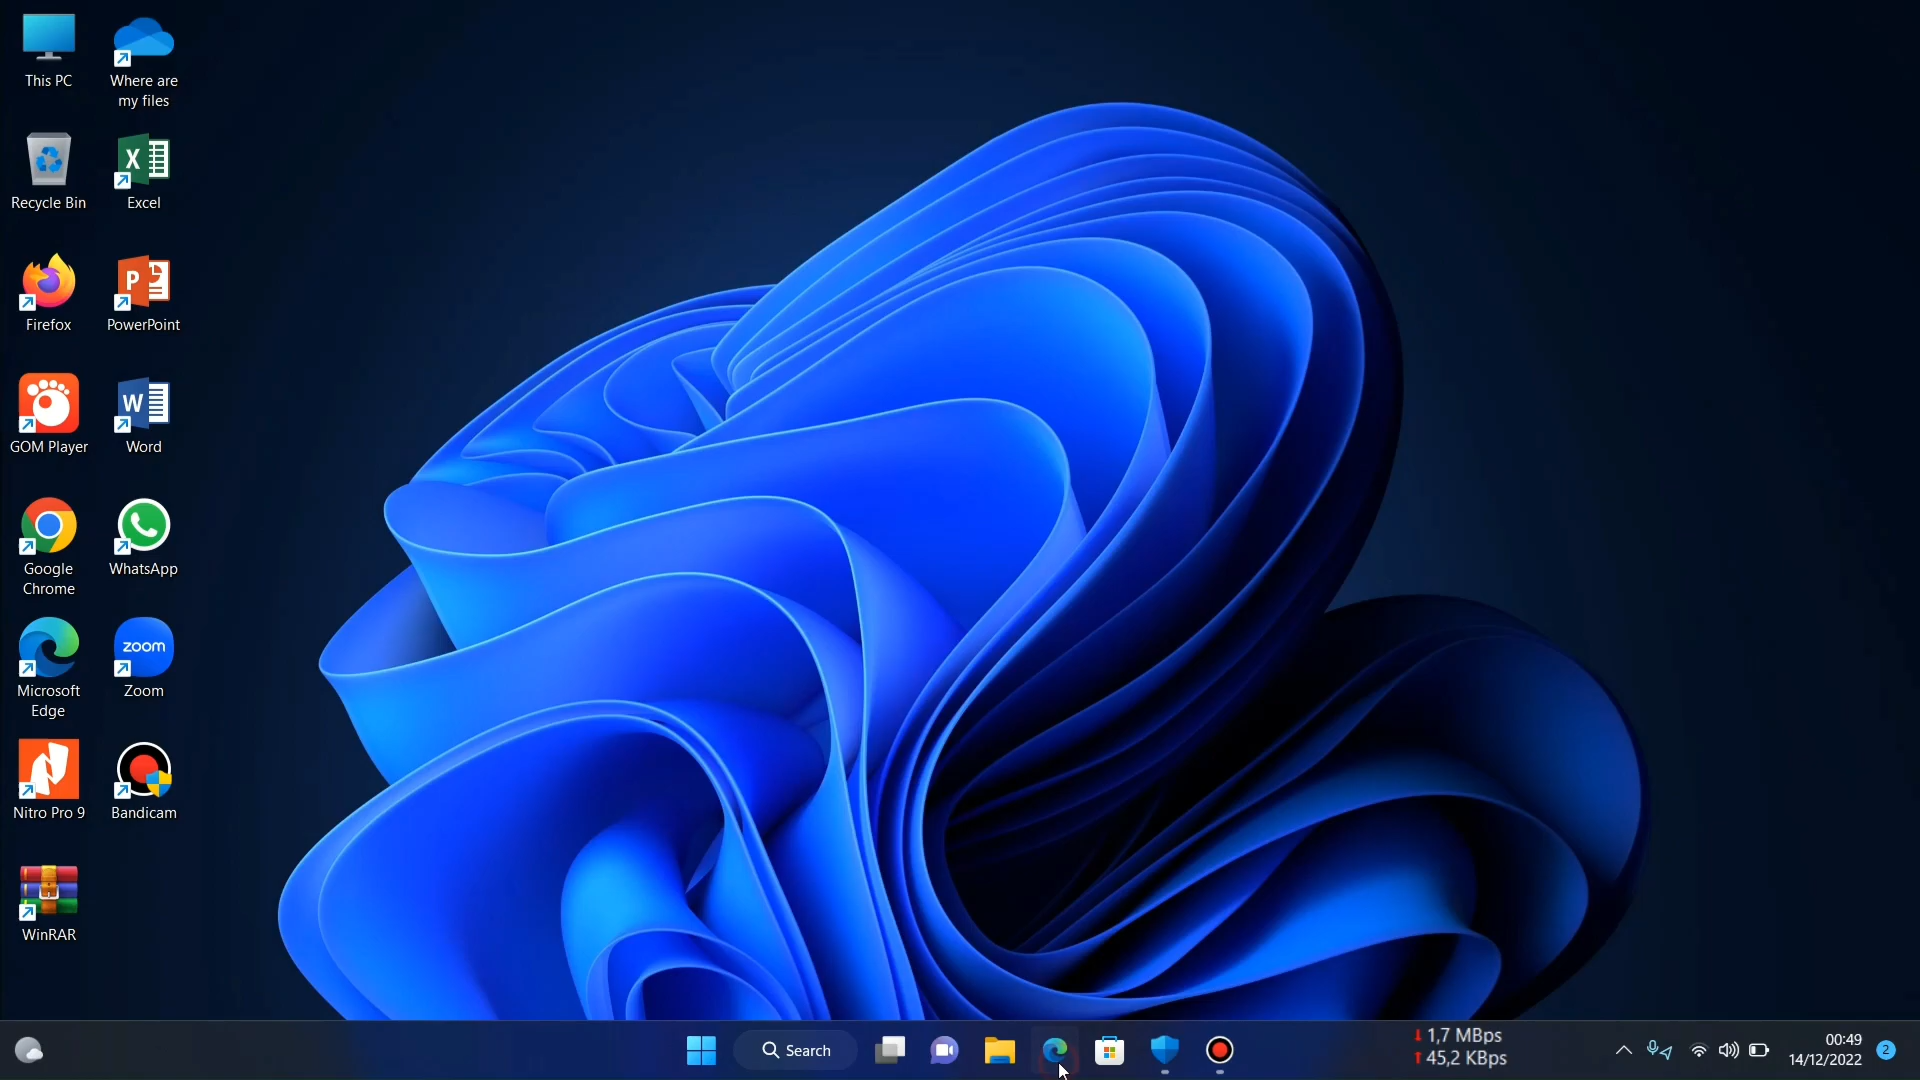 This PC
Where are
my files
Recycle Bin
X
Excel
Firefox
P
PowerPoint
GOM Player
W
Word
Google
Chrome
WhatsApp
Microsoft
Edge
zoom
Zoom
Nitro Pro 9
Bandicam
WinRAR
Search
1,7 MBps
45,2 KBps
00:49
14/12/2022
2